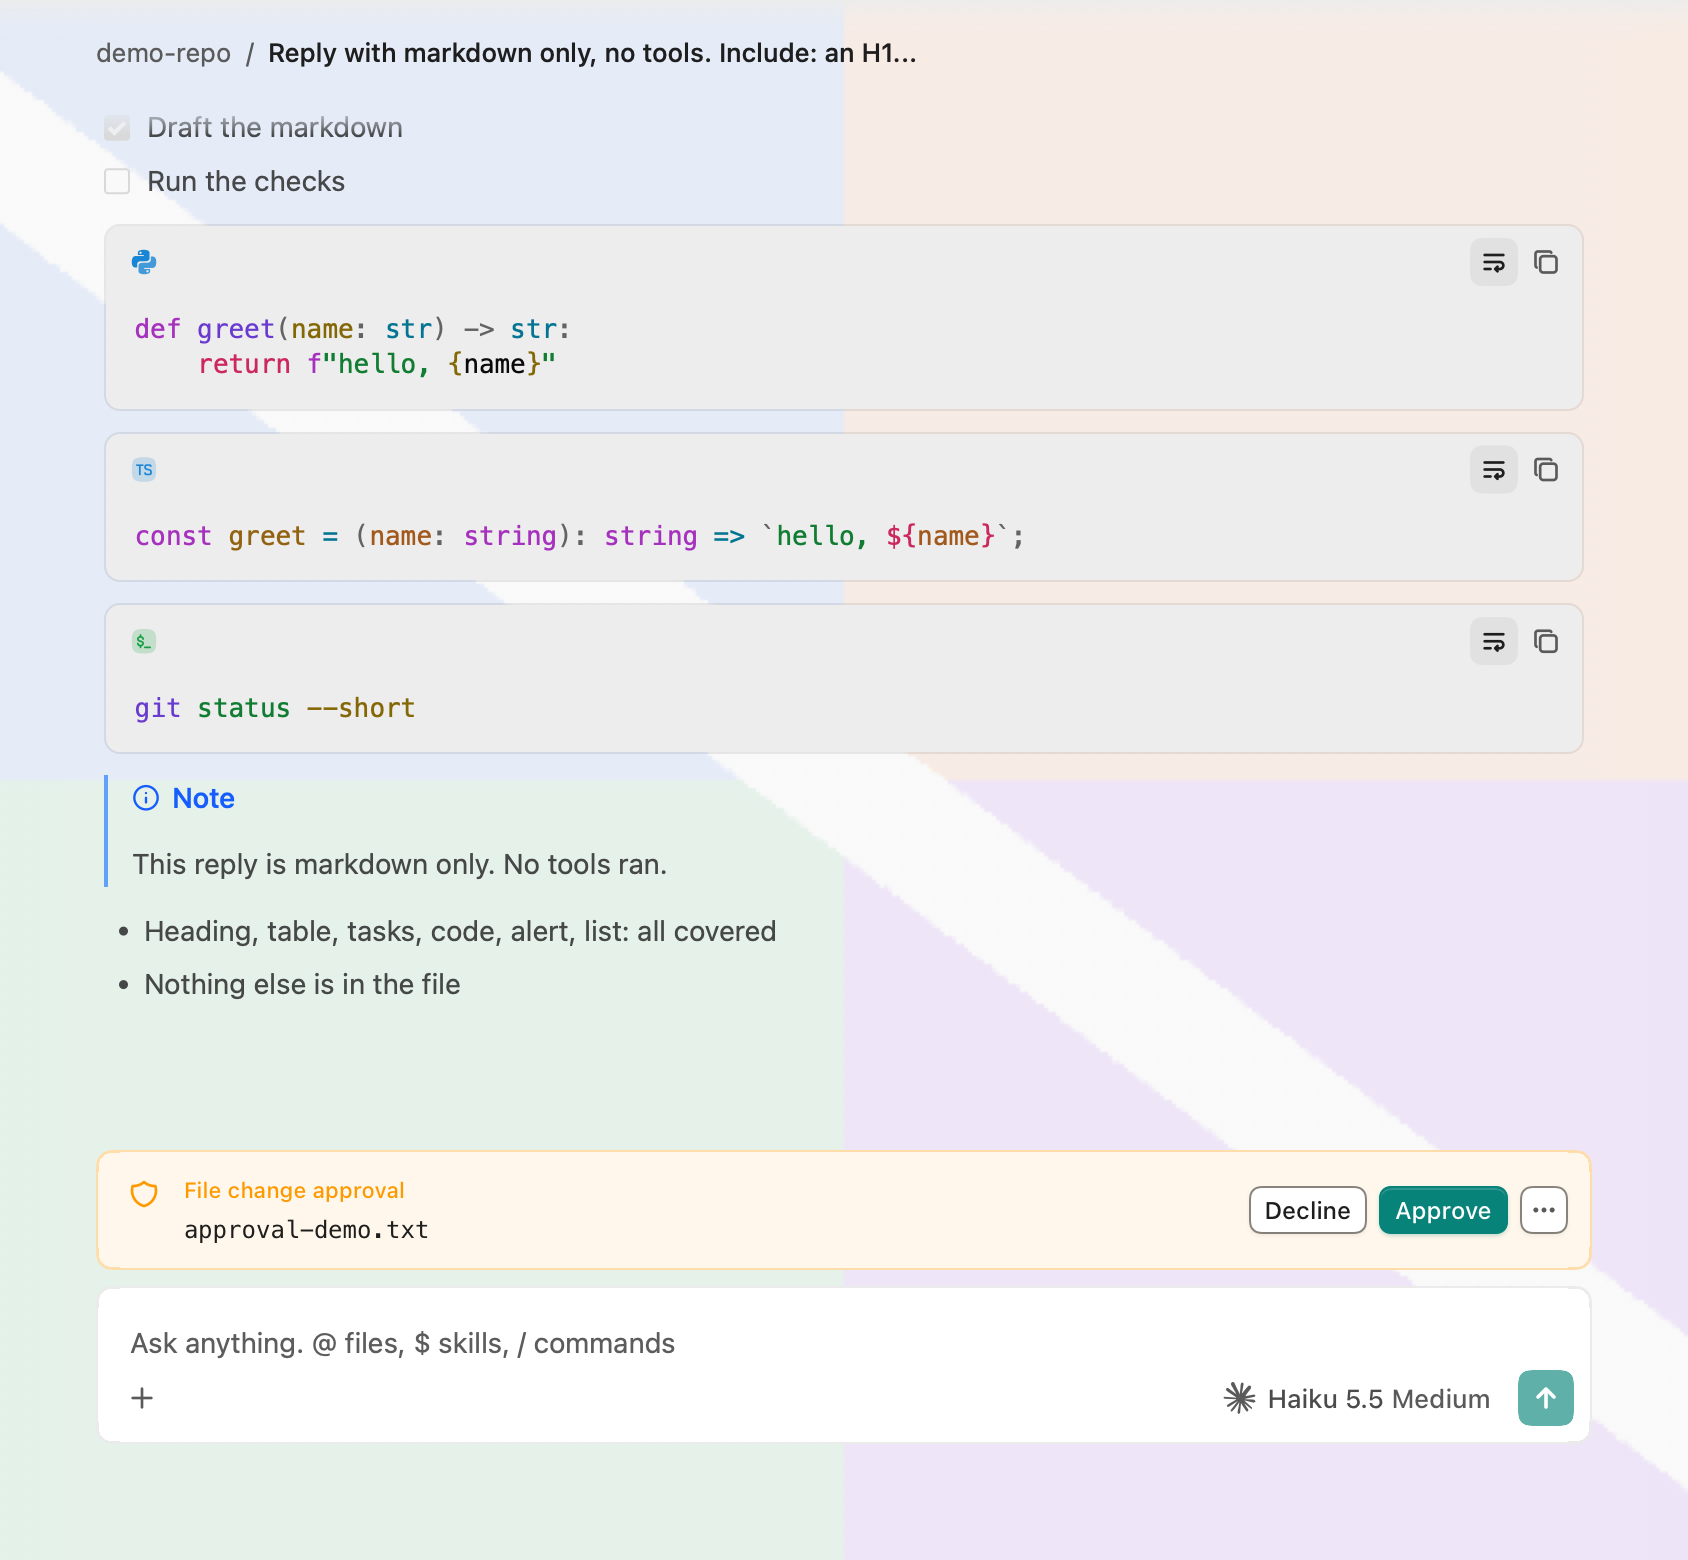 demo-repo / Reply with markdown only, no tools. Include: an H1...
Draft the markdown
Run the checks
def greet(name: str) -> str:
    return f"hello, {name}"
TS
const greet = (name: string): string => `hello, ${name}`;
$_
git status --short
Note
This reply is markdown only. No tools ran.
• Heading, table, tasks, code, alert, list: all covered
• Nothing else is in the file
File change approval
approval-demo.txt
Decline
Approve
Ask anything. @ files, $ skills, / commands
Haiku 5.5 Medium